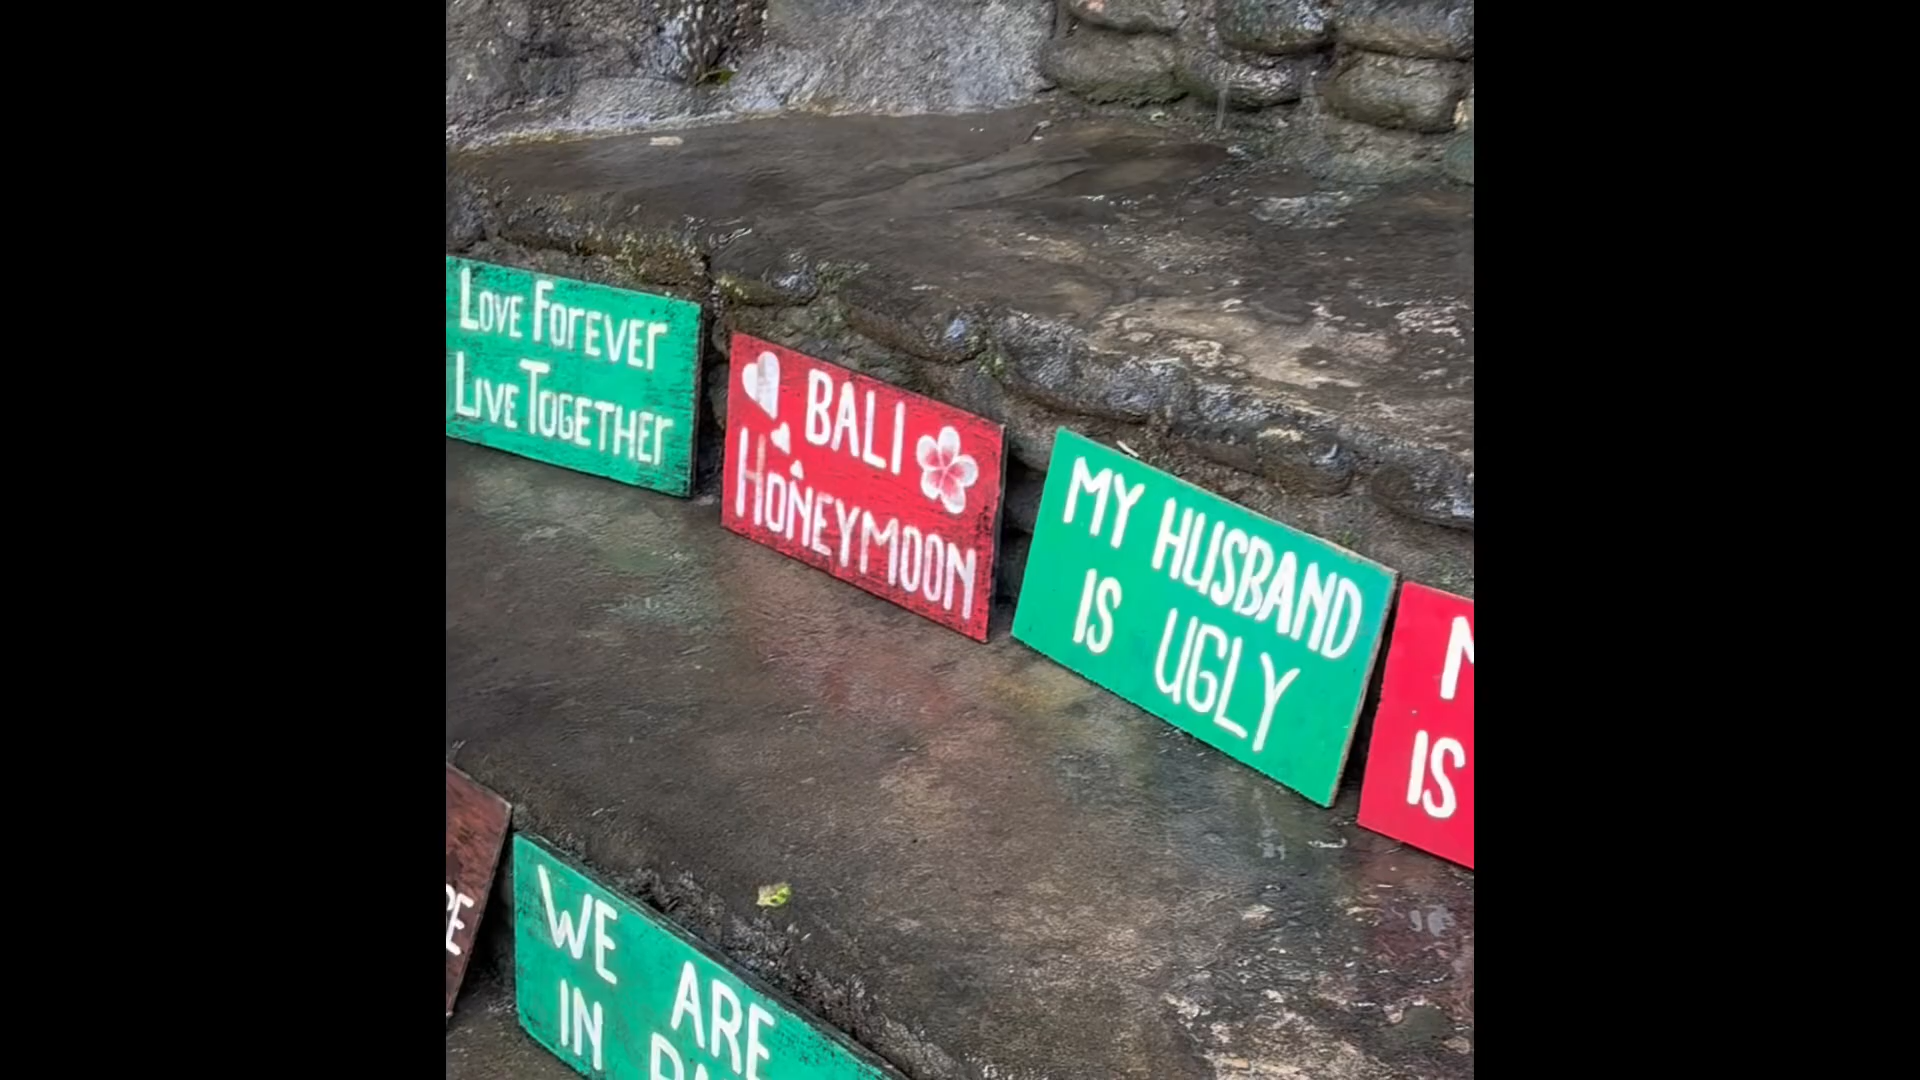 LOVE FOREVER
LIVE TOGETHER
BALI
HONEYMOON
MY HUSBAND
IS UGLY
IS
WE ARE
IN